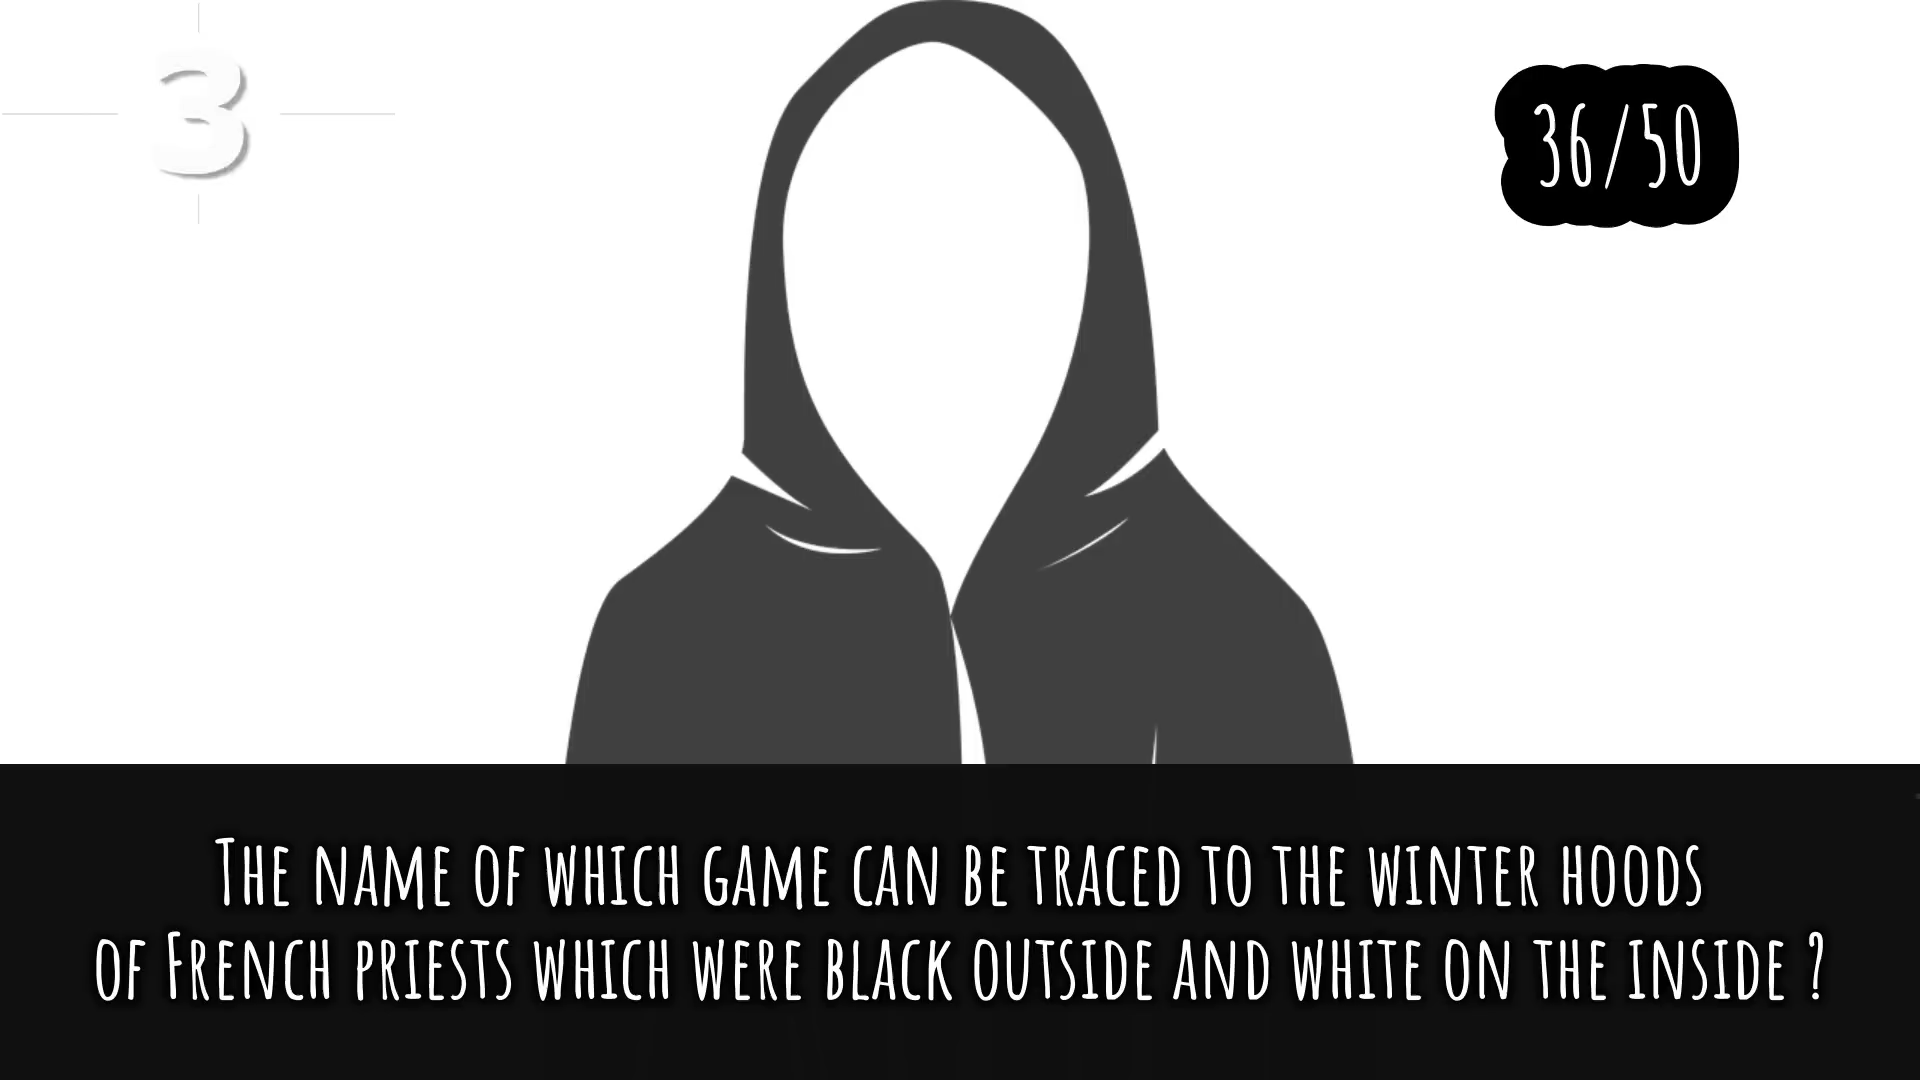 3
36/50
The name of which game can be traced to the winter hoods
of French priests which were black outside and white on the inside ?